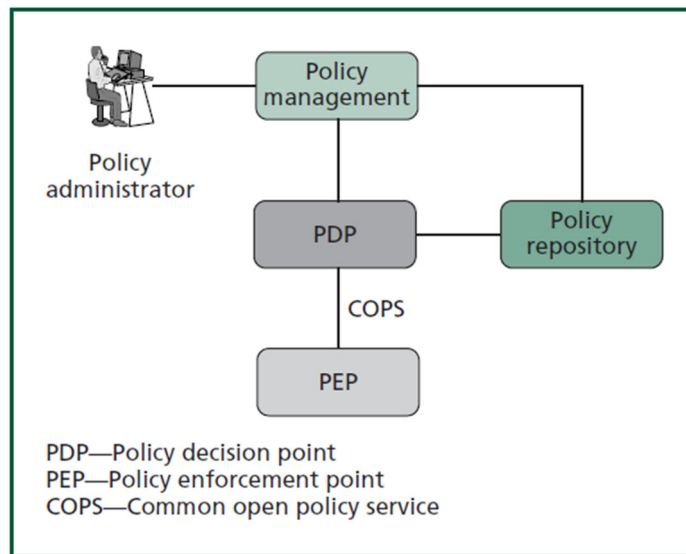 Policy
management
Policy
administrator
PDP
Policy
repository
COPS
PEP
PDP—Policy decision point
PEP—Policy enforcement point
COPS—Common open policy service